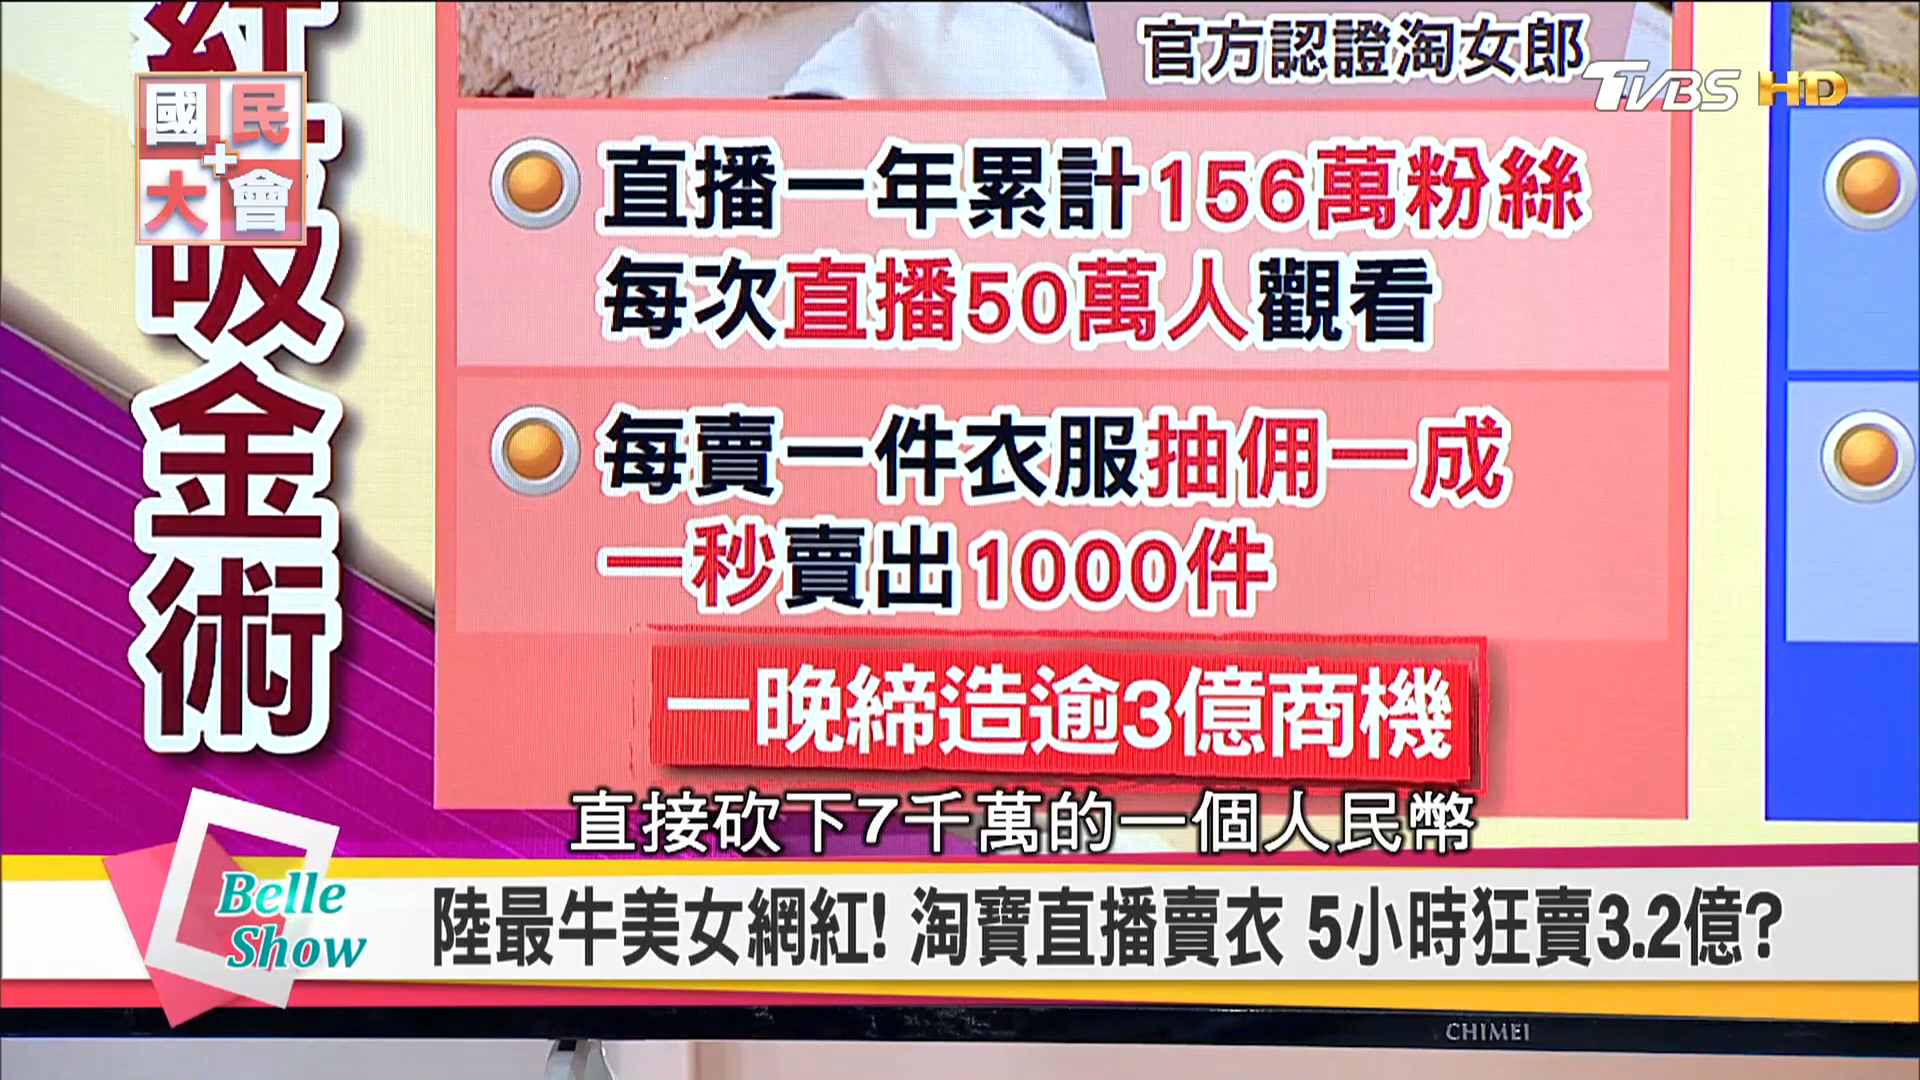 官方認證淘女郎
TVBS HD
國民大會
紅吸金術
直播一年累計156萬粉絲
每次直播50萬人觀看
每賣一件衣服抽佣一成
一秒賣出1000件
一晚締造逾3億商機
直接砍下7千萬的一個人民幣
Belle
Show
陸最牛美女網紅! 淘寶直播賣衣 5小時狂賣3.2億?
CHIMEI